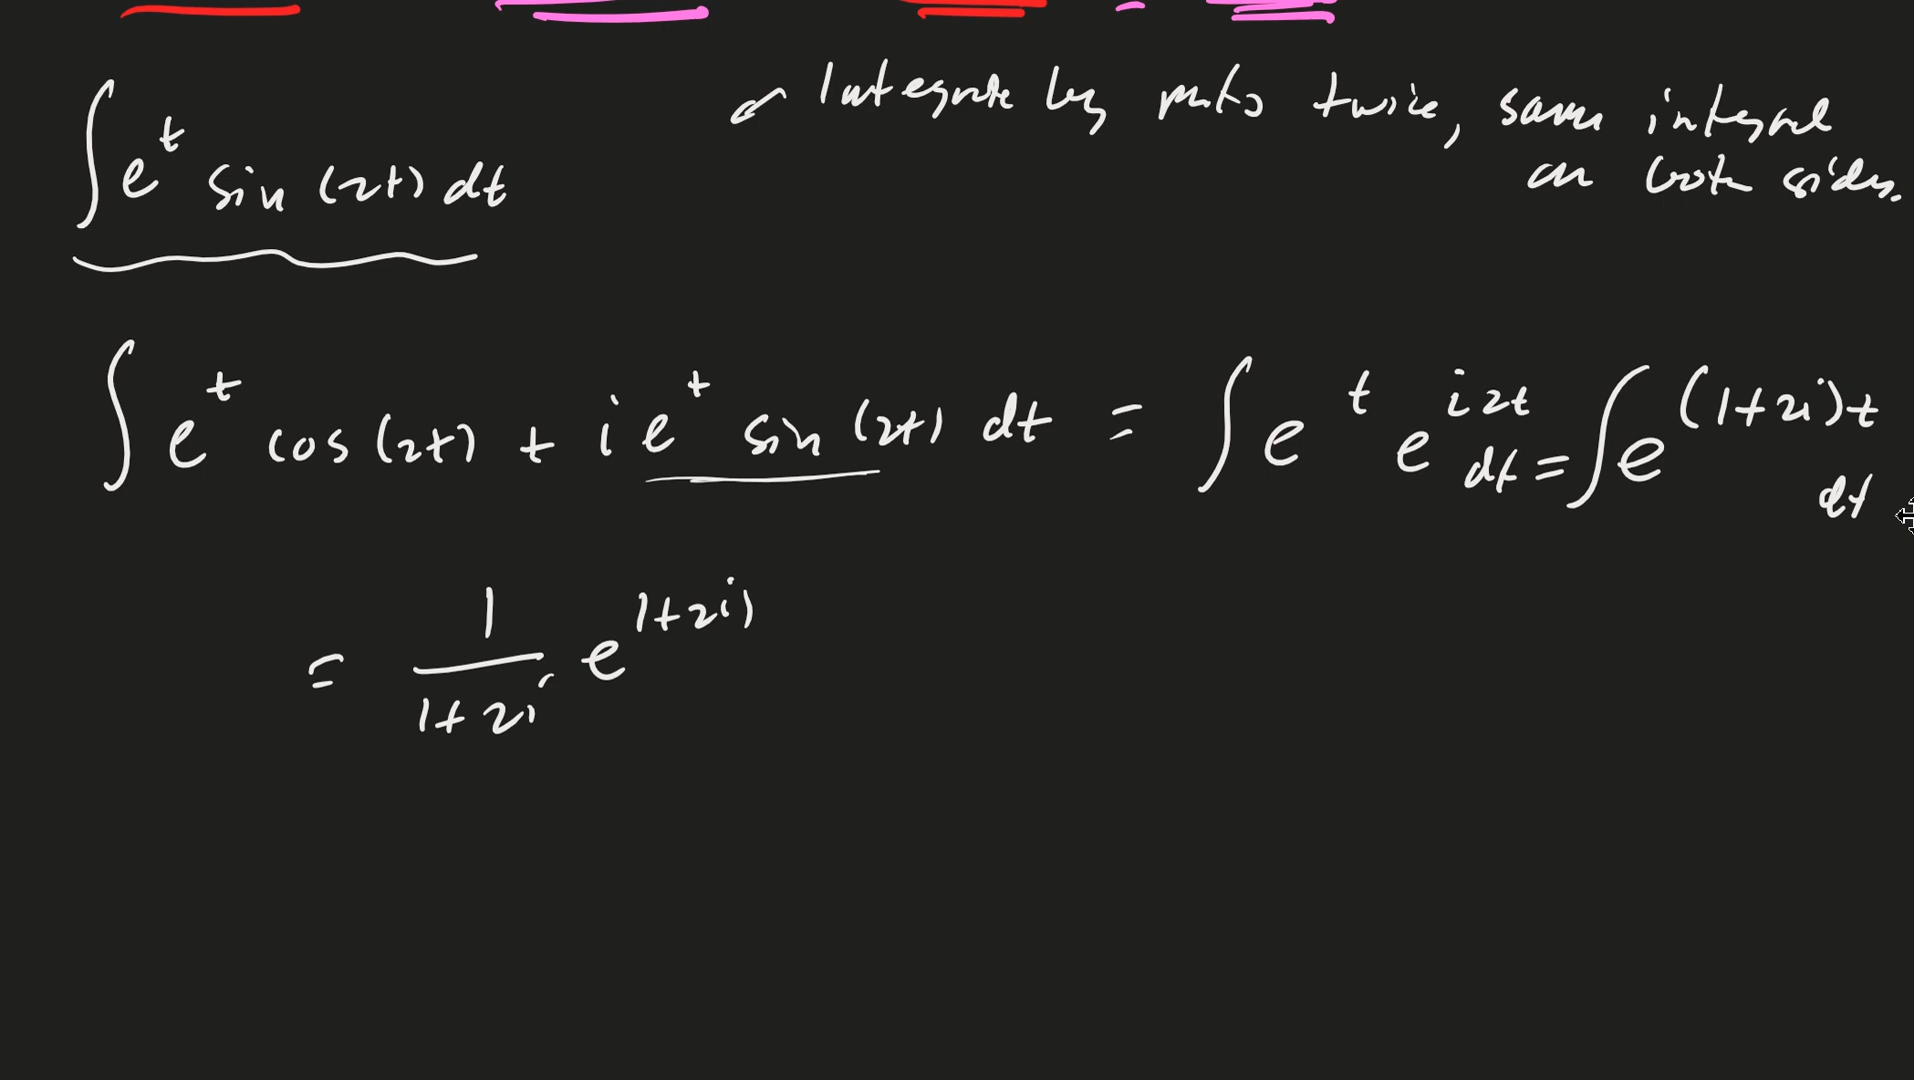 ∫ e^t sin(2t) dt
↙ Integrate by parts twice, same integral
on both sides.
∫ e^t cos(2t) + i e^t sin(2t) dt = ∫ e^t e^{i2t} dt = ∫ e^{(1+2i)t} dt
= 1/(1+2i) e^{1+2i)